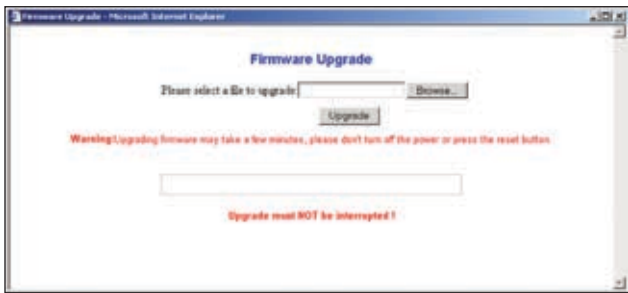 Firmware Upgrade - Microsoft Internet Explorer
Firmware Upgrade
Please select a file to upgrade:
Browse...
Upgrade
Warning:Upgrading firmware may take a few minutes, please don't turn off the power or press the reset button
Upgrade must NOT be interrupted !